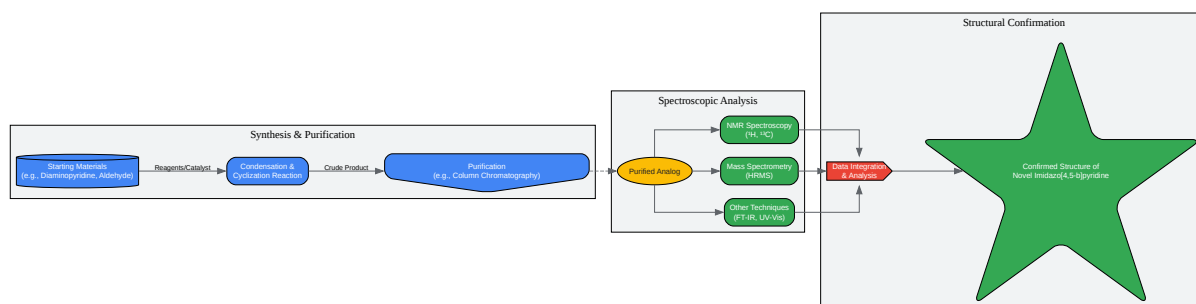 Structural Confirmation
Spectroscopic Analysis
Synthesis & Purification
Starting Materials
(e.g., Diaminopyridine, Aldehyde)
Reagents/Catalyst
Condensation &
Cyclization Reaction
Crude Product
Purification
(e.g., Column Chromatography)
Purified Analog
NMR Spectroscopy
(¹H, ¹³C)
Mass Spectrometry
(HRMS)
Other Techniques
(FT-IR, UV-Vis)
Data Integration
& Analysis
Confirmed Structure of
Novel Imidazo[4,5-b]pyridine